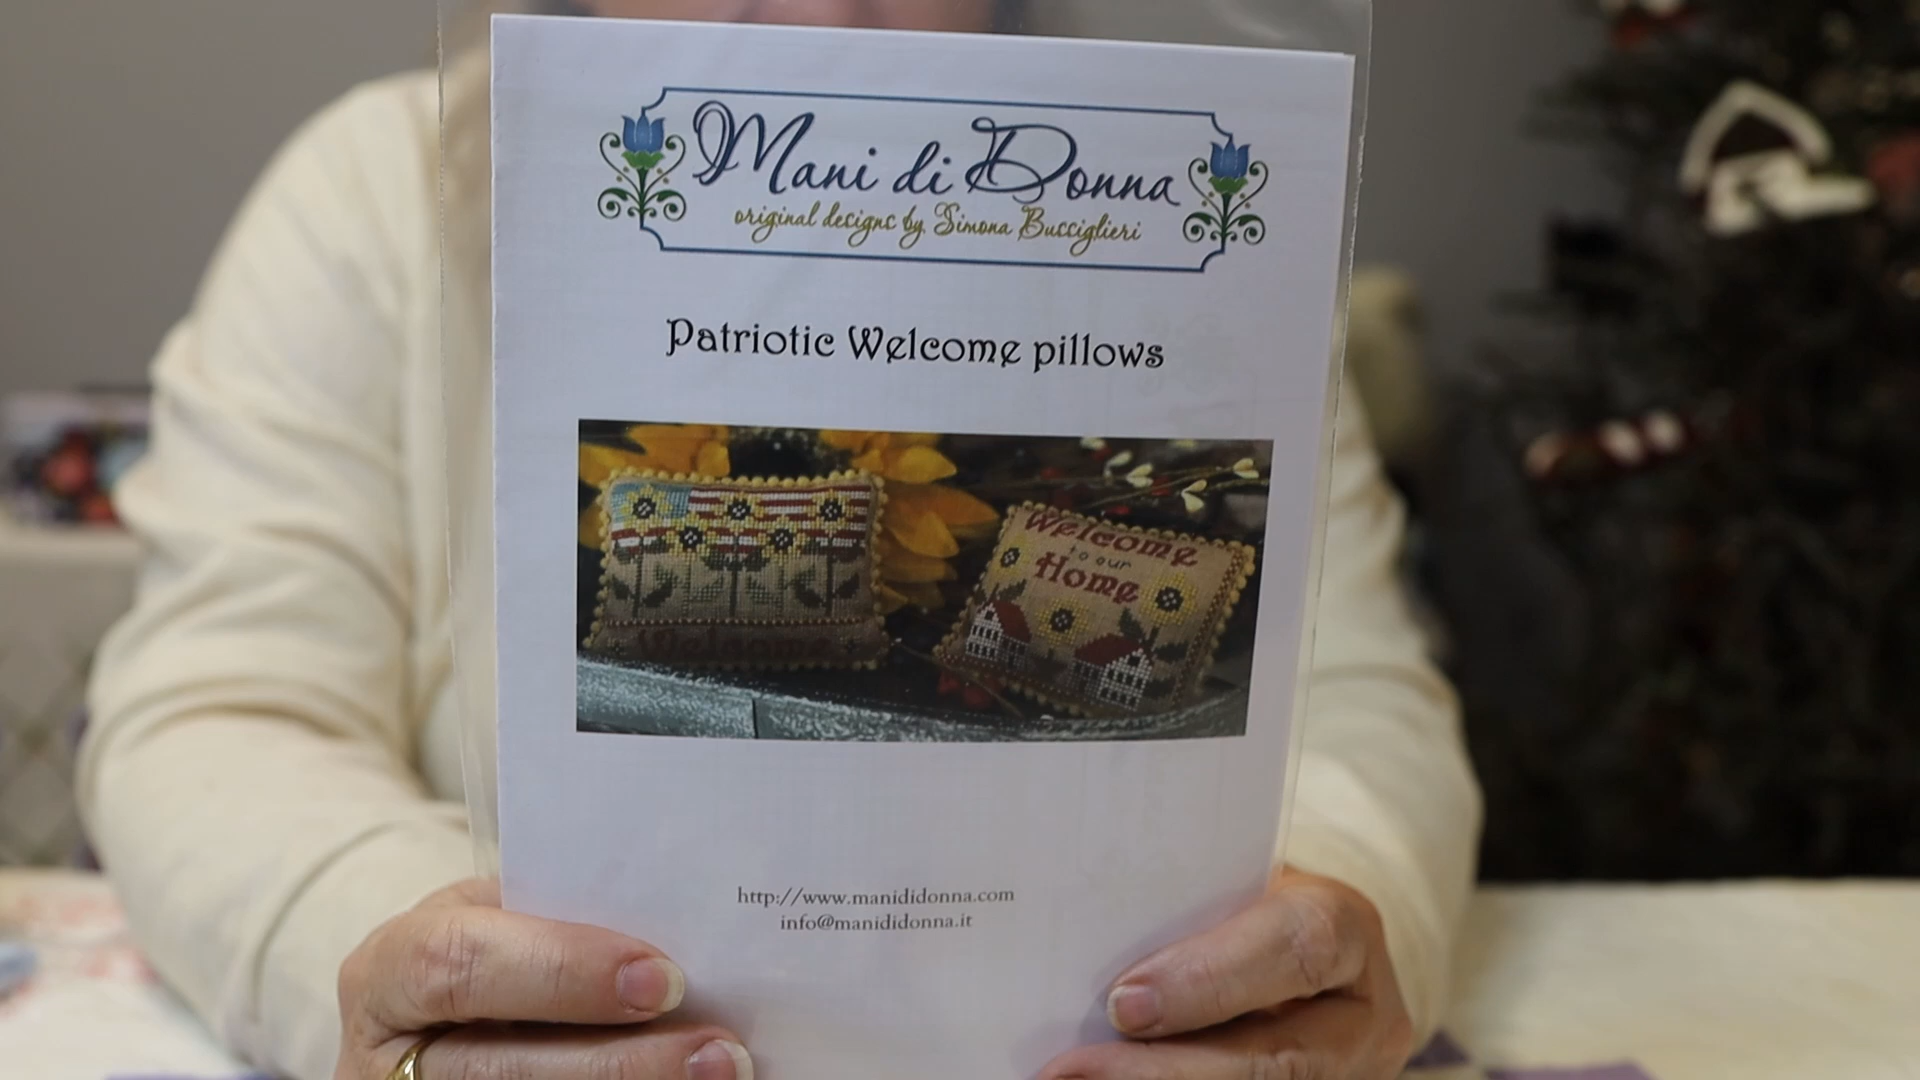 Mani di Donna
original designs by Simona Busciglieri
Patriotic Welcome pillows
Welcome
Welcome
to our
Home
http://www.manididonna.com
info@manididonna.it